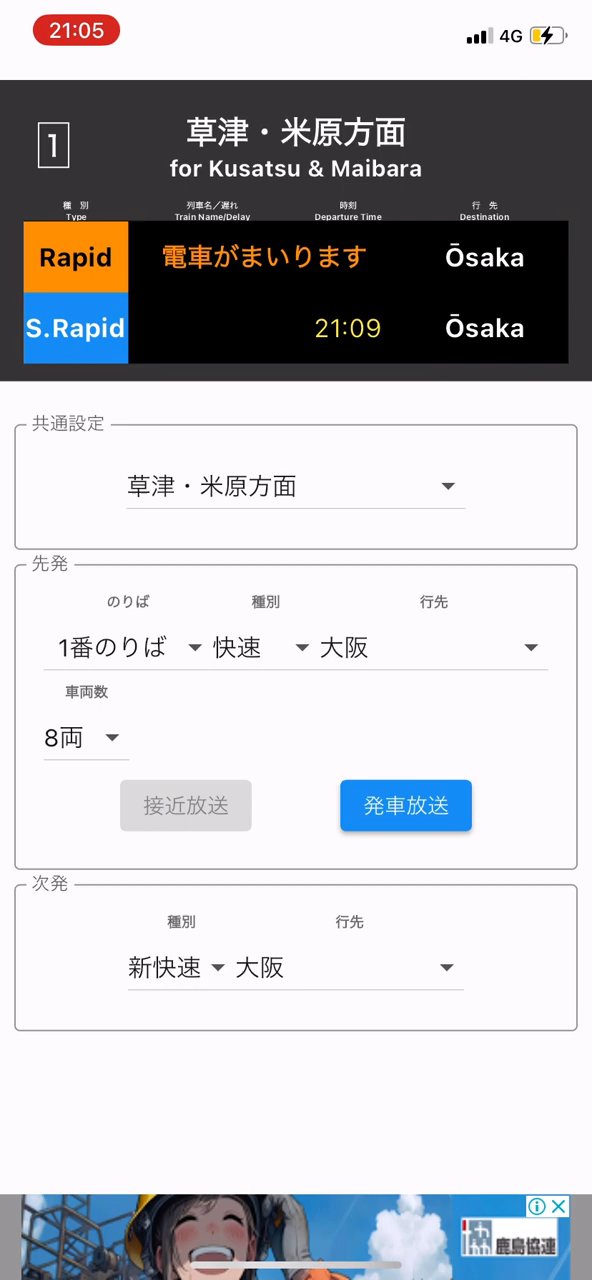 21:05
4G
1
草津・米原方面
for Kusatsu & Maibara
種 別
Type
列車名／遅れ
Train Name/Delay
時刻
Departure Time
行 先
Destination
Rapid 電車がまいります Ōsaka
S.Rapid 21:09 Ōsaka
共通設定
草津・米原方面
先発
のりば 種別 行先
1番のりば 快速 大阪
車両数
8両
接近放送 発車放送
次発
種別 行先
新快速 大阪
鹿島協連